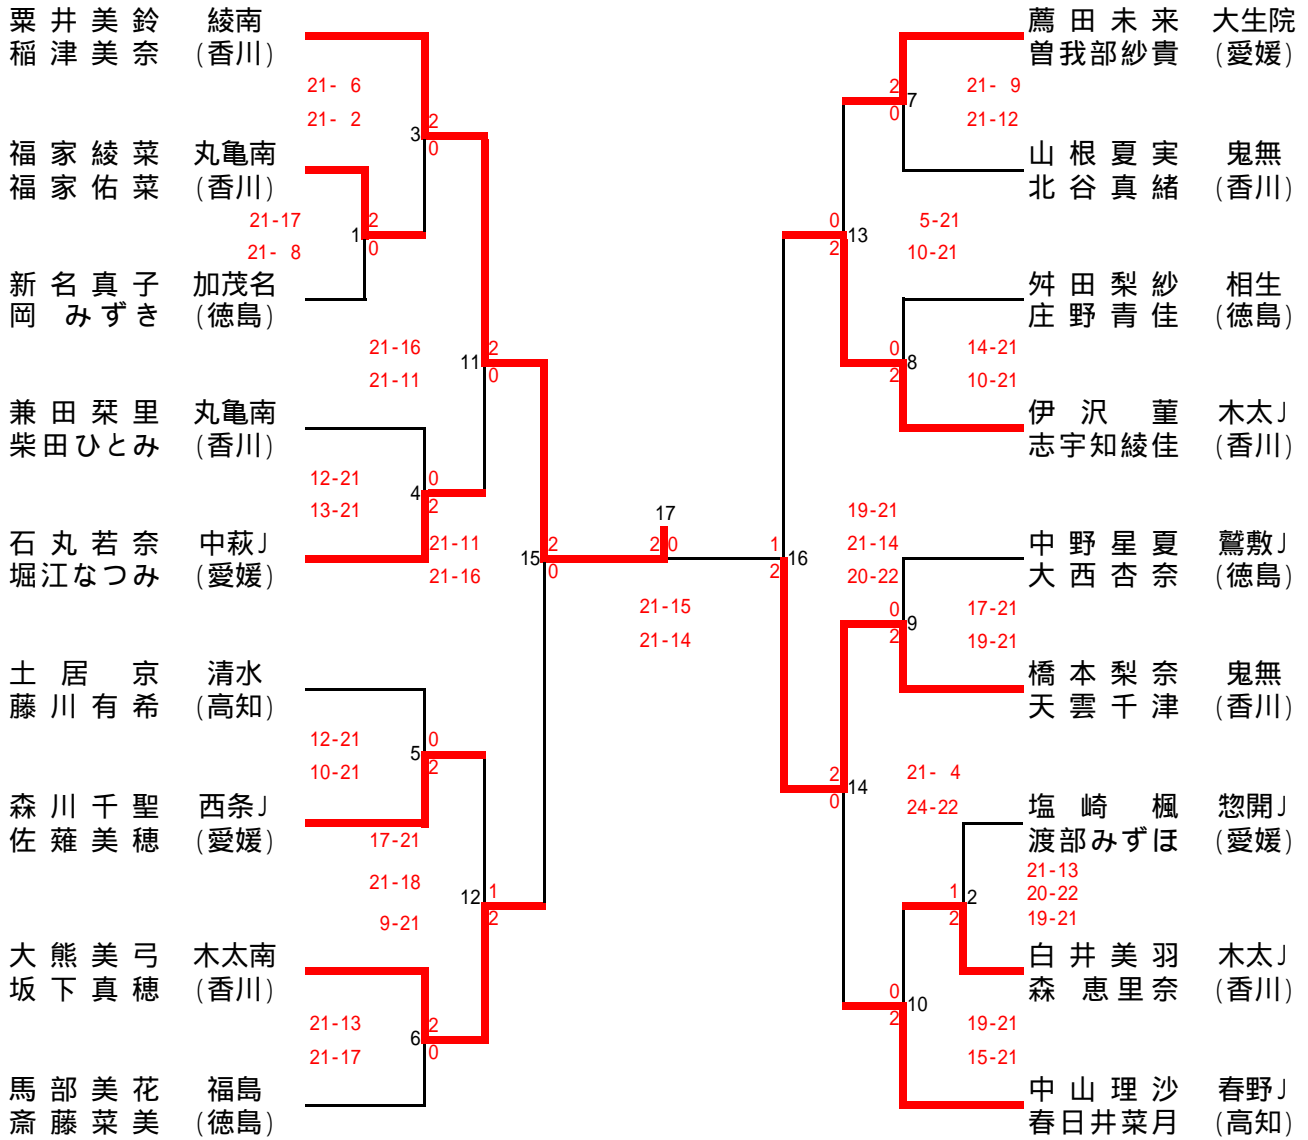 粟井美鈴 綾南
稲津美奈 (香川)
21- 6
21- 2
3
2
0
福家綾菜 丸亀南
福家佑菜 (香川)
21-17
21- 8
1
2
0
新名真子 加茂名
岡 みずき (徳島)
21-16
21-11
11
2
0
兼田栞里 丸亀南
柴田ひとみ (香川)
12-21
13-21
4
0
2
石丸若奈 中萩J
堀江なつみ (愛媛)
21-11
21-16
15
2
0
土居 京 清水
藤川有希 (高知)
12-21
10-21
5
0
2
森川千聖 西条J
佐薙美穂 (愛媛)
17-21
21-18
9-21
12
1
2
大熊美弓 木太南
坂下真穂 (香川)
21-13
21-17
6
2
0
馬部美花 福島
斎藤菜美 (徳島)
17
2 0
21-15
21-14
薦田未来 大生院
曽我部紗貴 (愛媛)
2
0
7
21- 9
21-12
山根夏実 鬼無
北谷真緒 (香川)
0
2
13
5-21
10-21
舛田梨紗 相生
庄野青佳 (徳島)
0
2
8
14-21
10-21
伊沢 菫 木太J
志宇知綾佳 (香川)
1
2
16
19-21
21-14
20-22
中野星夏 鷲敷J
大西杏奈 (徳島)
0
2
9
17-21
19-21
橋本梨奈 鬼無
天雲千津 (香川)
2
0
14
21- 4
24-22
塩崎 楓 惣開J
渡部みずほ (愛媛)
1
2
2
21-13
20-22
19-21
白井美羽 木太J
森 恵里奈 (香川)
0
2
10
19-21
15-21
中山理沙 春野J
春日井菜月 (高知)